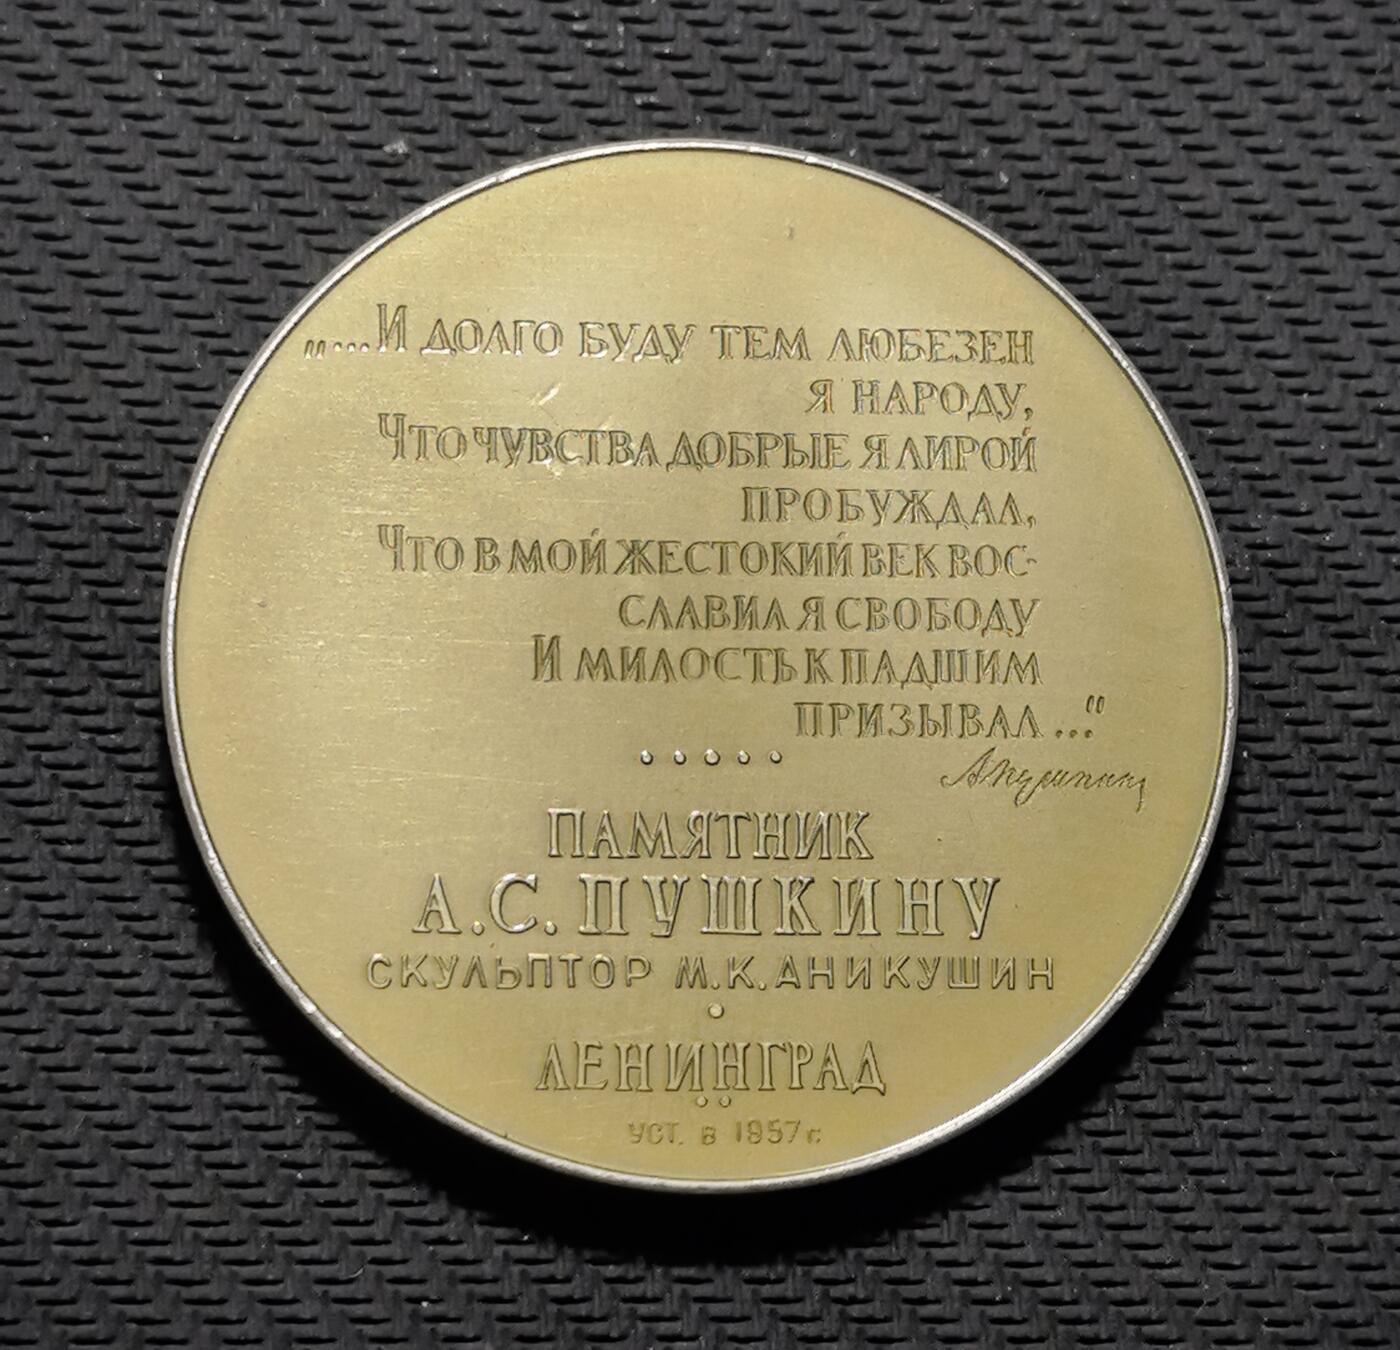 „...И ДОЛГО БУДУ ТЕМ ЛЮБЕЗЕН
Я НАРОДУ,
ЧТО ЧУВСТВА ДОБРЫЕ Я ЛИРОЙ
ПРОБУЖДАЛ,
ЧТО В МОЙ ЖЕСТОКИЙ ВЕК ВОС-
СЛАВИЛ Я СВОБОДУ
И МИЛОСТЬ К ПАДШИМ
ПРИЗЫВАЛ..."
А Пушкин
ПАМЯТНИК
А.С. ПУШКИНУ
СКУЛЬПТОР М.К. АНИКУШИН
ЛЕНИНГРАД
УСТ. В 1957 г.